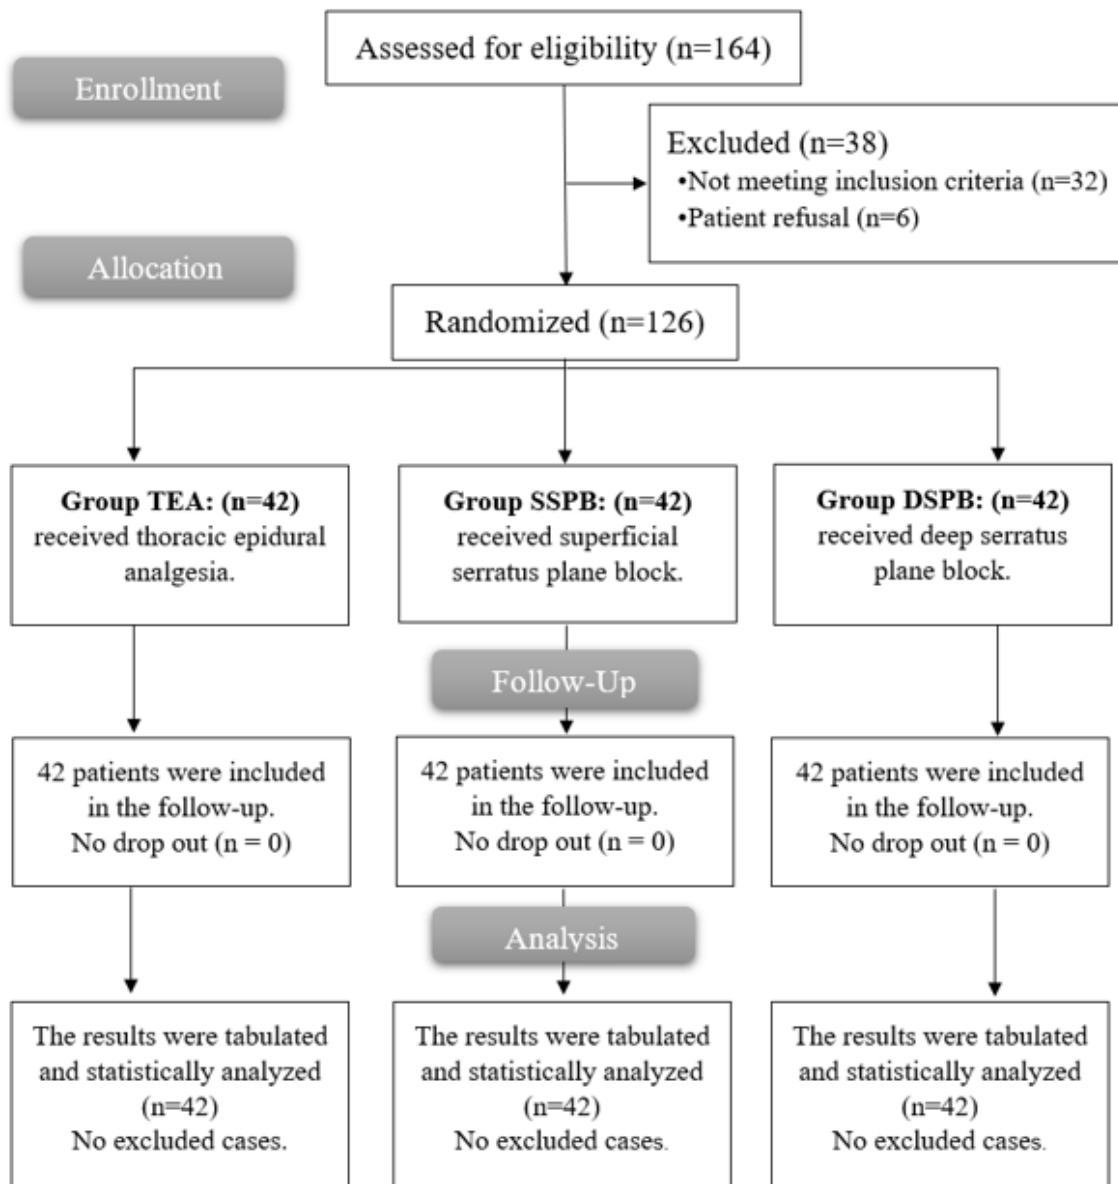 Assessed for eligibility (n=164)
Enrollment
Excluded (n=38)
•Not meeting inclusion criteria (n=32)
•Patient refusal (n=6)
Allocation
Randomized (n=126)
Group TEA: (n=42)
received thoracic epidural
analgesia.
Group SSPB: (n=42)
received superficial
serratus plane block.
Group DSPB: (n=42)
received deep serratus
plane block.
Follow-Up
42 patients were included
in the follow-up.
No drop out (n = 0)
42 patients were included
in the follow-up.
No drop out (n = 0)
42 patients were included
in the follow-up.
No drop out (n = 0)
Analysis
The results were tabulated
and statistically analyzed
(n=42)
No excluded cases.
The results were tabulated
and statistically analyzed
(n=42)
No excluded cases.
The results were tabulated
and statistically analyzed
(n=42)
No excluded cases.